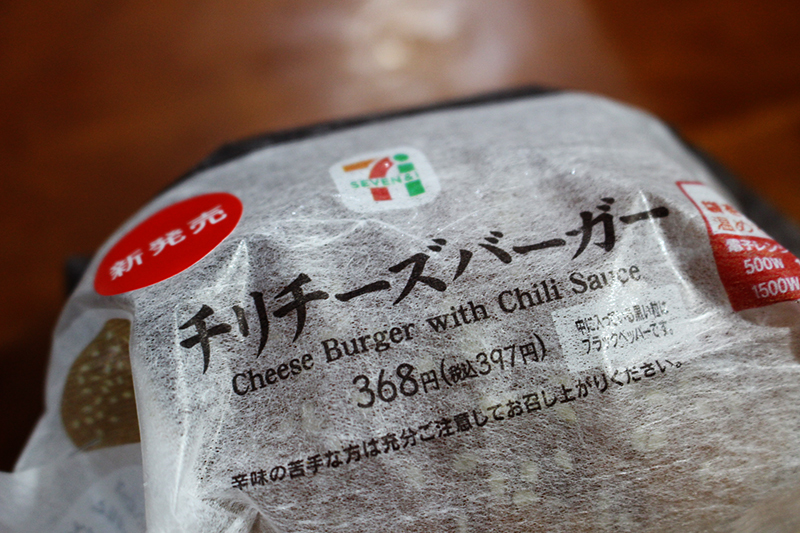 SEVEN&i
新発売
チリチーズバーガー
Cheese Burger with Chili Sauce
368円(税込397円)
中に入っている黒い粒は
ブラックペッパーです。
辛味の苦手な方は充分ご注意してお召し上がりください。
電子レンジ
500W
1500W